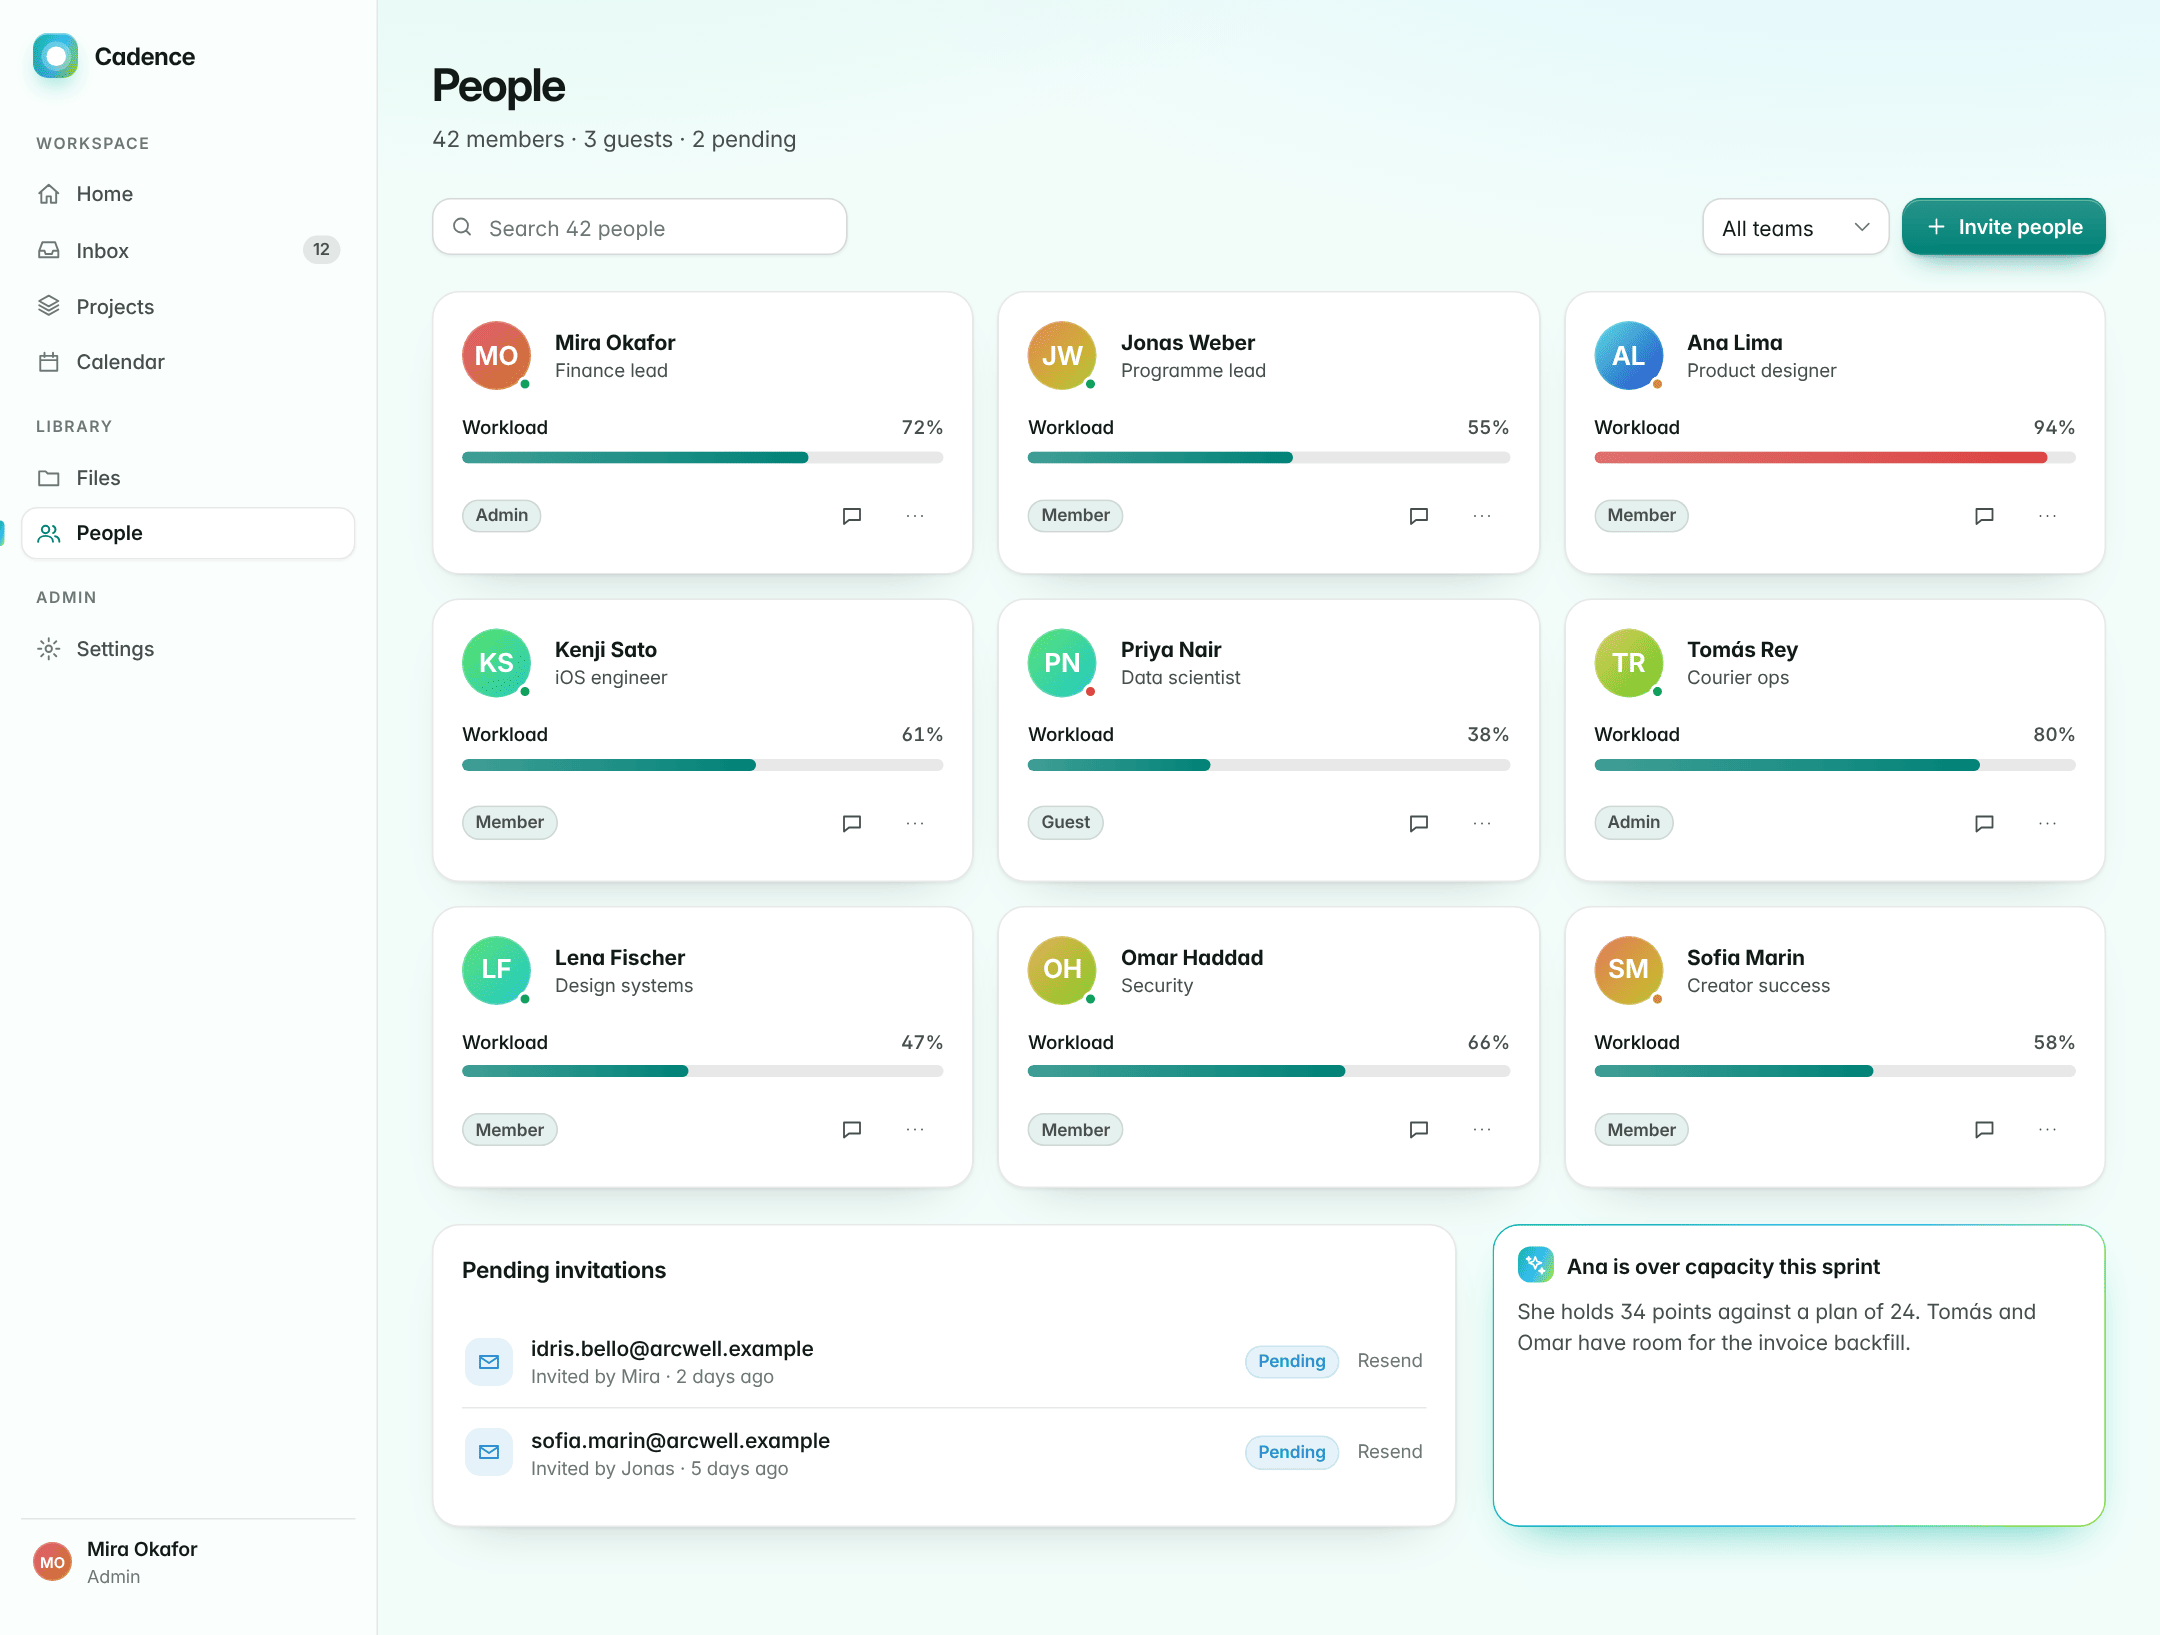 Cadence
WORKSPACE
Home
Inbox 12
Projects
Calendar
LIBRARY
Files
People
ADMIN
Settings
MO Mira Okafor
Admin
People
42 members · 3 guests · 2 pending
Search 42 people
All teams
+ Invite people
MO Mira Okafor
Finance lead
Workload 72%
Admin ...
JW Jonas Weber
Programme lead
Workload 55%
Member ...
AL Ana Lima
Product designer
Workload 94%
Member ...
KS Kenji Sato
iOS engineer
Workload 61%
Member ...
PN Priya Nair
Data scientist
Workload 38%
Guest ...
TR Tomás Rey
Courier ops
Workload 80%
Admin ...
LF Lena Fischer
Design systems
Workload 47%
Member ...
OH Omar Haddad
Security
Workload 66%
Member ...
SM Sofia Marin
Creator success
Workload 58%
Member ...
Pending invitations
idris.bello@arcwell.example
Invited by Mira · 2 days ago
Pending Resend
sofia.marin@arcwell.example
Invited by Jonas · 5 days ago
Pending Resend
Ana is over capacity this sprint
She holds 34 points against a plan of 24. Tomás and
Omar have room for the invoice backfill.